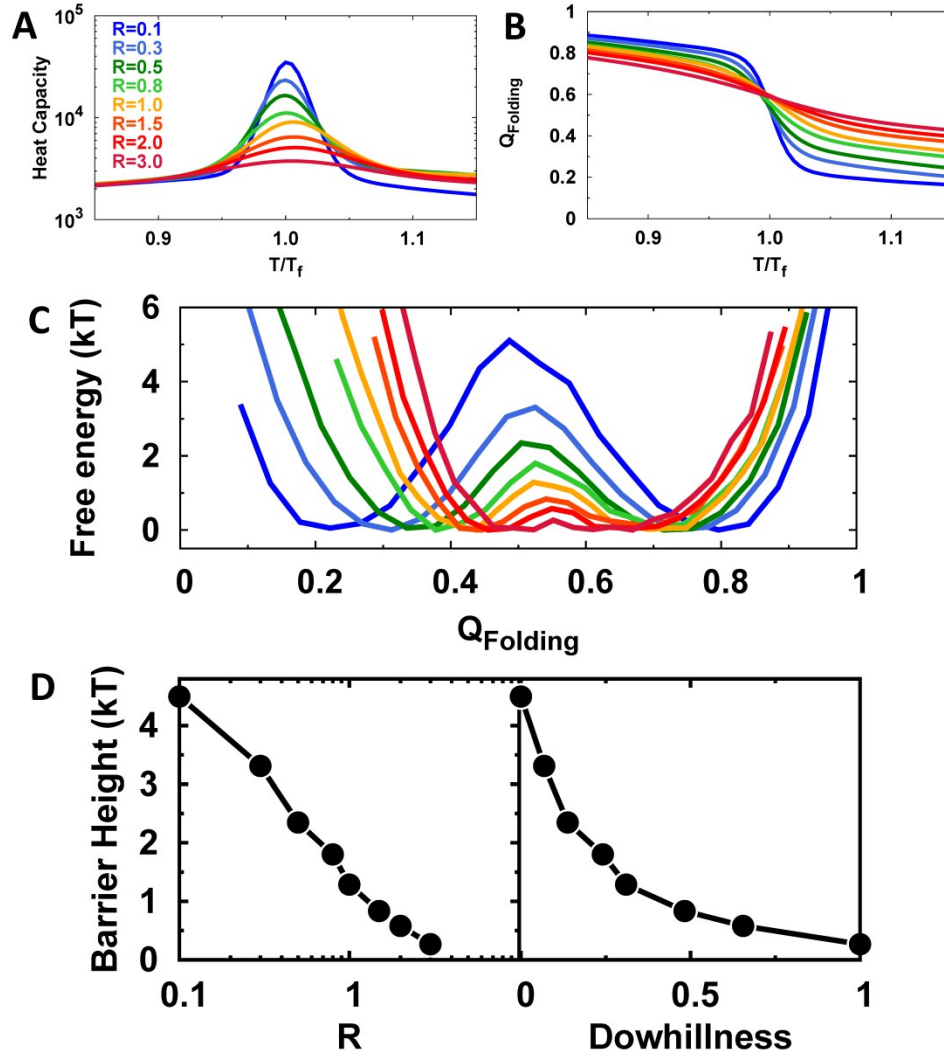 A
10^5
10^4
10^3
Heat Capacity
R=0.1
R=0.3
R=0.5
R=0.8
R=1.0
R=1.5
R=2.0
R=3.0
0.9
1.0
1.1
T/T_f
B
1
0.8
0.6
0.4
0.2
0
Q_Folding
0.9
1.0
1.1
T/T_f
C
6
4
2
0
Free energy (kT)
0
0.2
0.4
0.6
0.8
1
Q_Folding
D
4
3
2
1
0
Barrier Height (kT)
0.1
1
R
0
0.5
1
Dowhillness